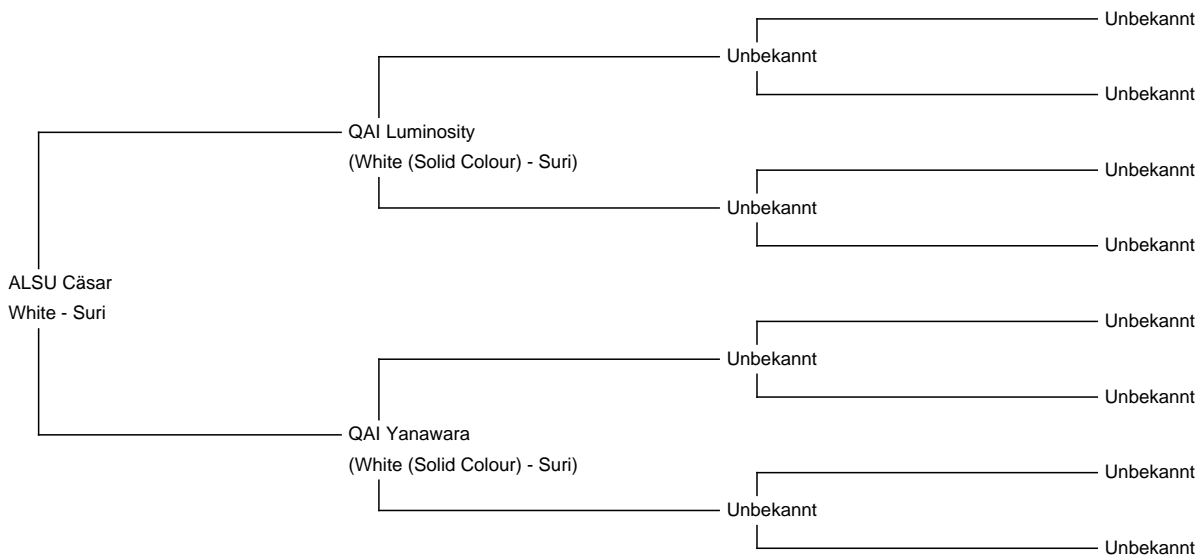 Unbekannt
Unbekannt
Unbekannt
QAI Luminosity
(White (Solid Colour) - Suri)
Unbekannt
Unbekannt
Unbekannt
ALSU Cäsar
White - Suri
Unbekannt
Unbekannt
Unbekannt
QAI Yanawara
(White (Solid Colour) - Suri)
Unbekannt
Unbekannt
Unbekannt